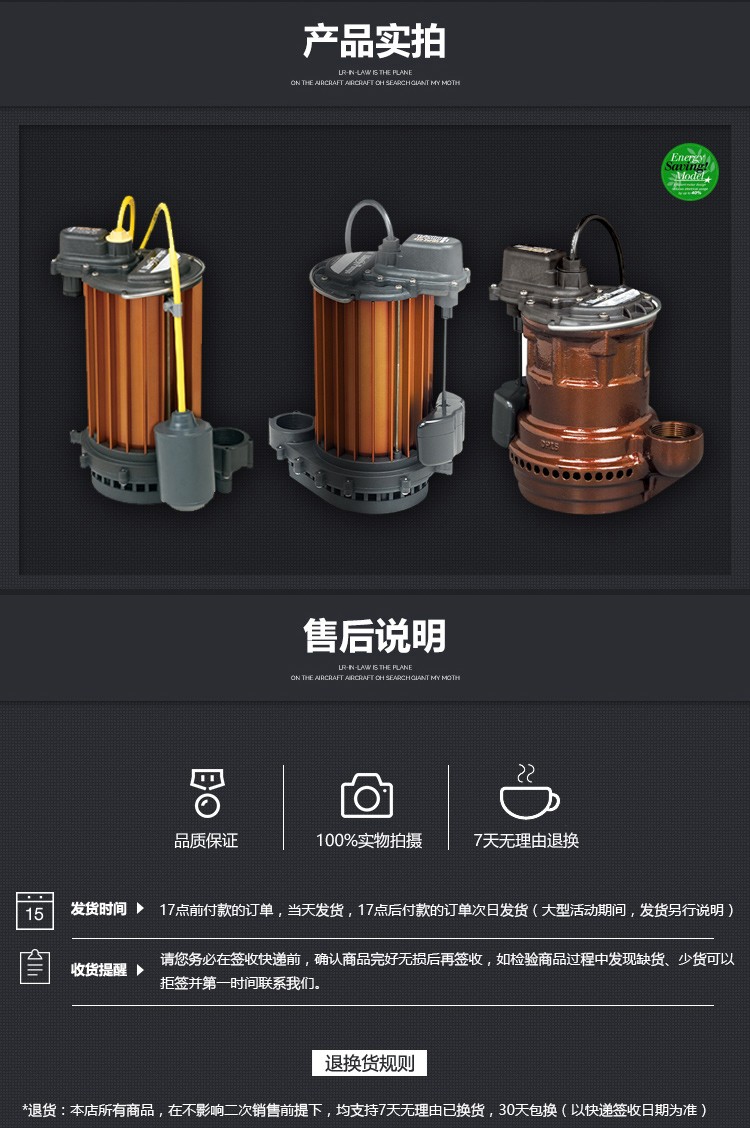 产品实拍
LR-IN-LAW IS THE PLANE
ON THE AIRCRAFT AIRCRAFT OH SEARCH GIANT MY MOTH
Energy
Saving!
Model
售后说明
LR-IN-LAW IS THE PLANE
ON THE AIRCRAFT AIRCRAFT OH SEARCH GIANT MY MOTH
品质保证
100%实物拍摄
7天无理由退换
15
发货时间
17点前付款的订单，当天发货，17点后付款的订单次日发货（大型活动期间，发货另行说明）
收货提醒
请您务必在签收快递前，确认商品完好无损后再签收，如检验商品过程中发现缺货、少货可以
拒签并第一时间联系我们。
退换货规则
*退货：本店所有商品，在不影响二次销售前提下，均支持7天无理由已换货，30天包换（以快递签收日期为准）